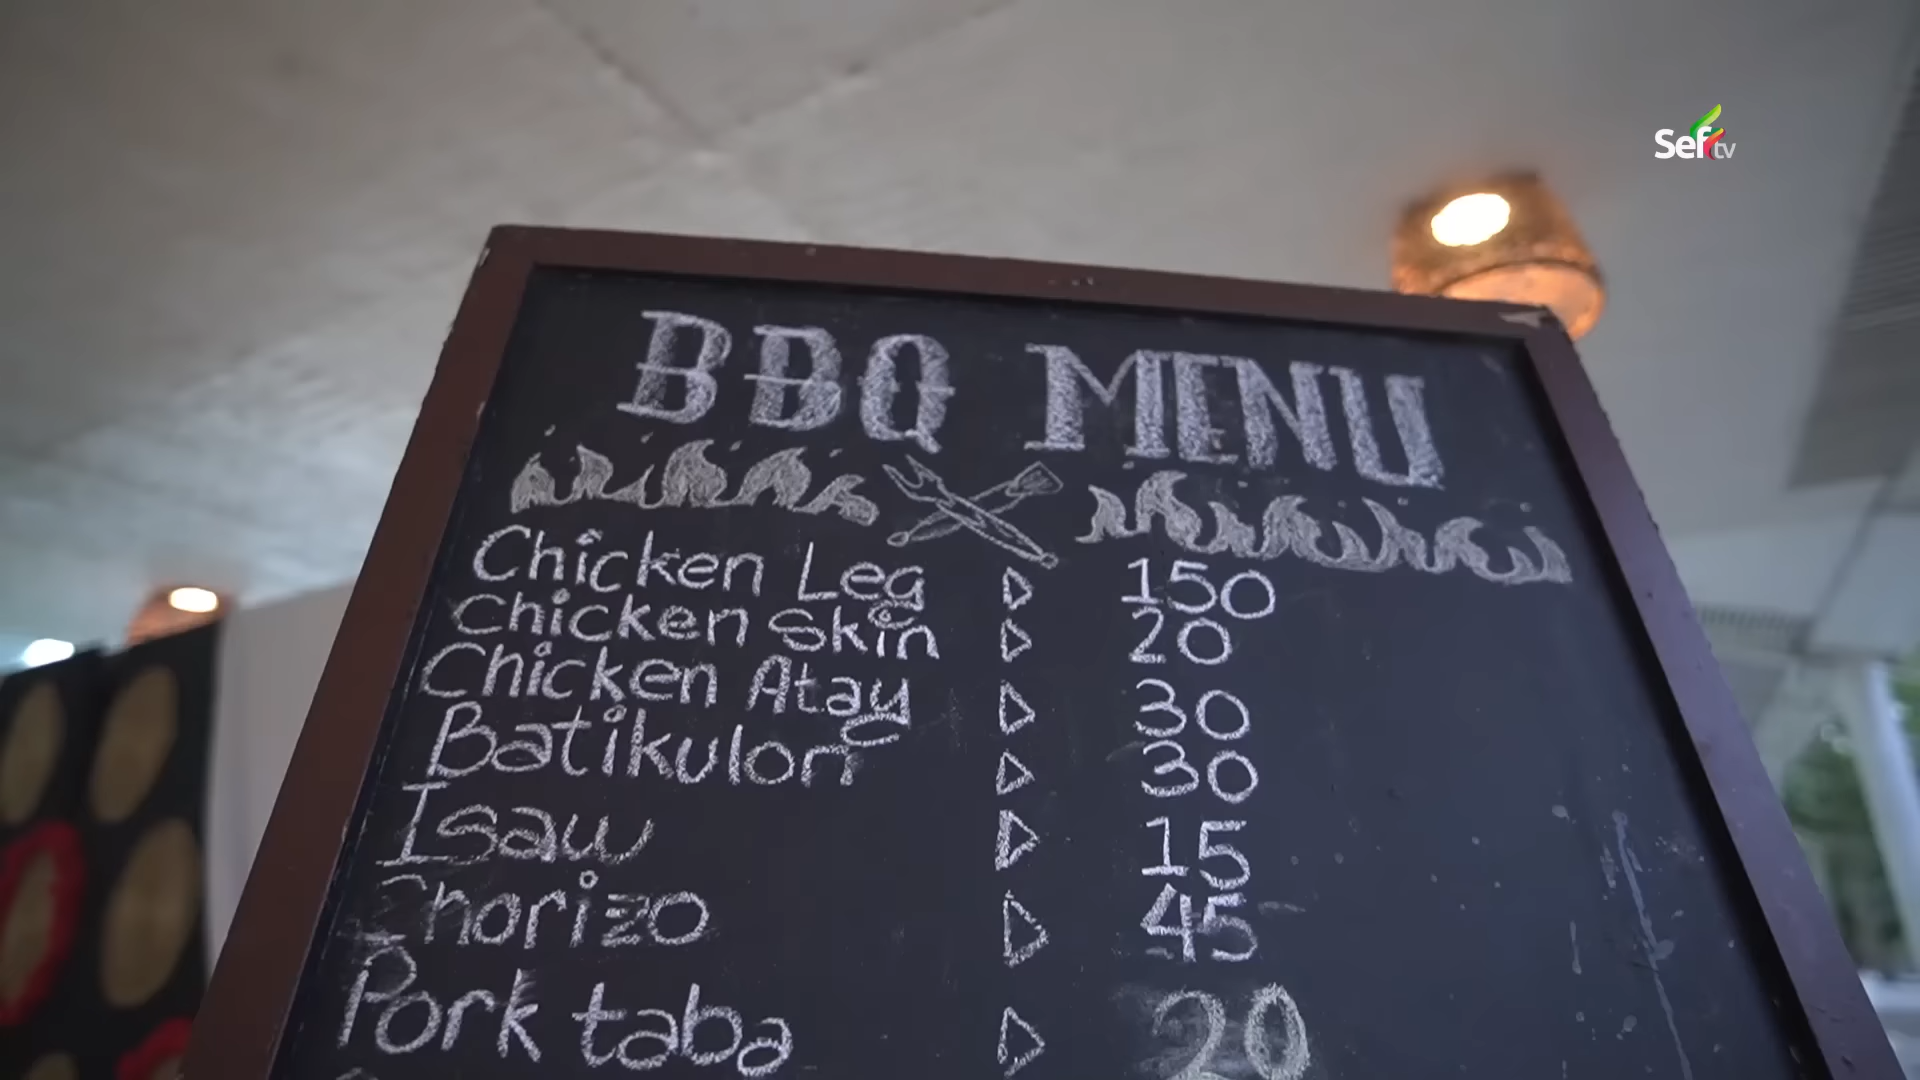 Sef tv
BBQ MENU
Chicken Leg 150
Chicken Skin 20
Chicken Atay 30
Batikulon 30
Isaw 15
Chorizo 45
Pork taba 20